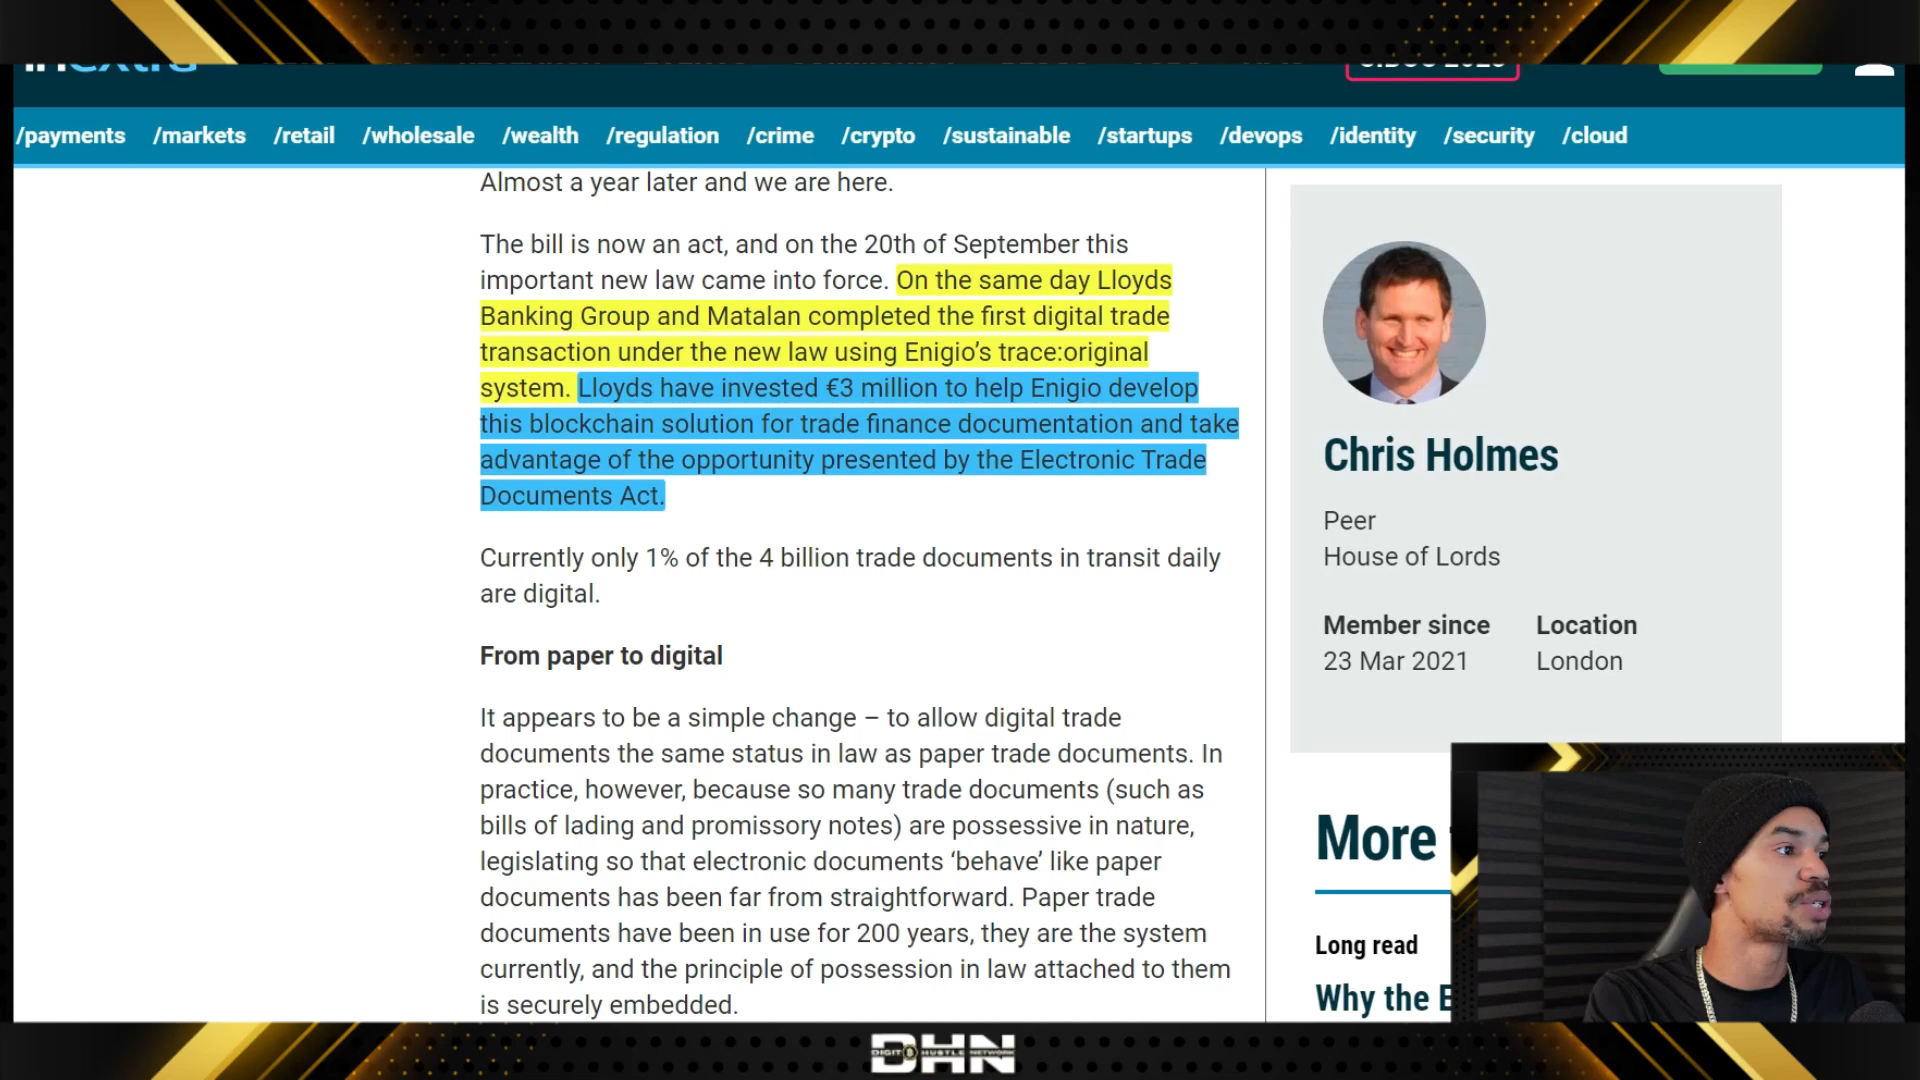 /payments /markets /retail /wholesale /wealth /regulation /crime /crypto /sustainable /startups /devops /identity /security /cloud
Almost a year later and we are here.
The bill is now an act, and on the 20th of September this
important new law came into force. On the same day Lloyds
Banking Group and Matalan completed the first digital trade
transaction under the new law using Enigio’s trace:original
system. Lloyds have invested €3 million to help Enigio develop
this blockchain solution for trade finance documentation and take
advantage of the opportunity presented by the Electronic Trade
Documents Act.
Currently only 1% of the 4 billion trade documents in transit daily
are digital.
From paper to digital
It appears to be a simple change – to allow digital trade
documents the same status in law as paper trade documents. In
practice, however, because so many trade documents (such as
bills of lading and promissory notes) are possessive in nature,
legislating so that electronic documents ‘behave’ like paper
documents has been far from straightforward. Paper trade
documents have been in use for 200 years, they are the system
currently, and the principle of possession in law attached to them
is securely embedded.
Chris Holmes
Peer
House of Lords
Member since Location
23 Mar 2021 London
More
Long read
Why the
DHN
DIGIT HUSTLE NETWORK